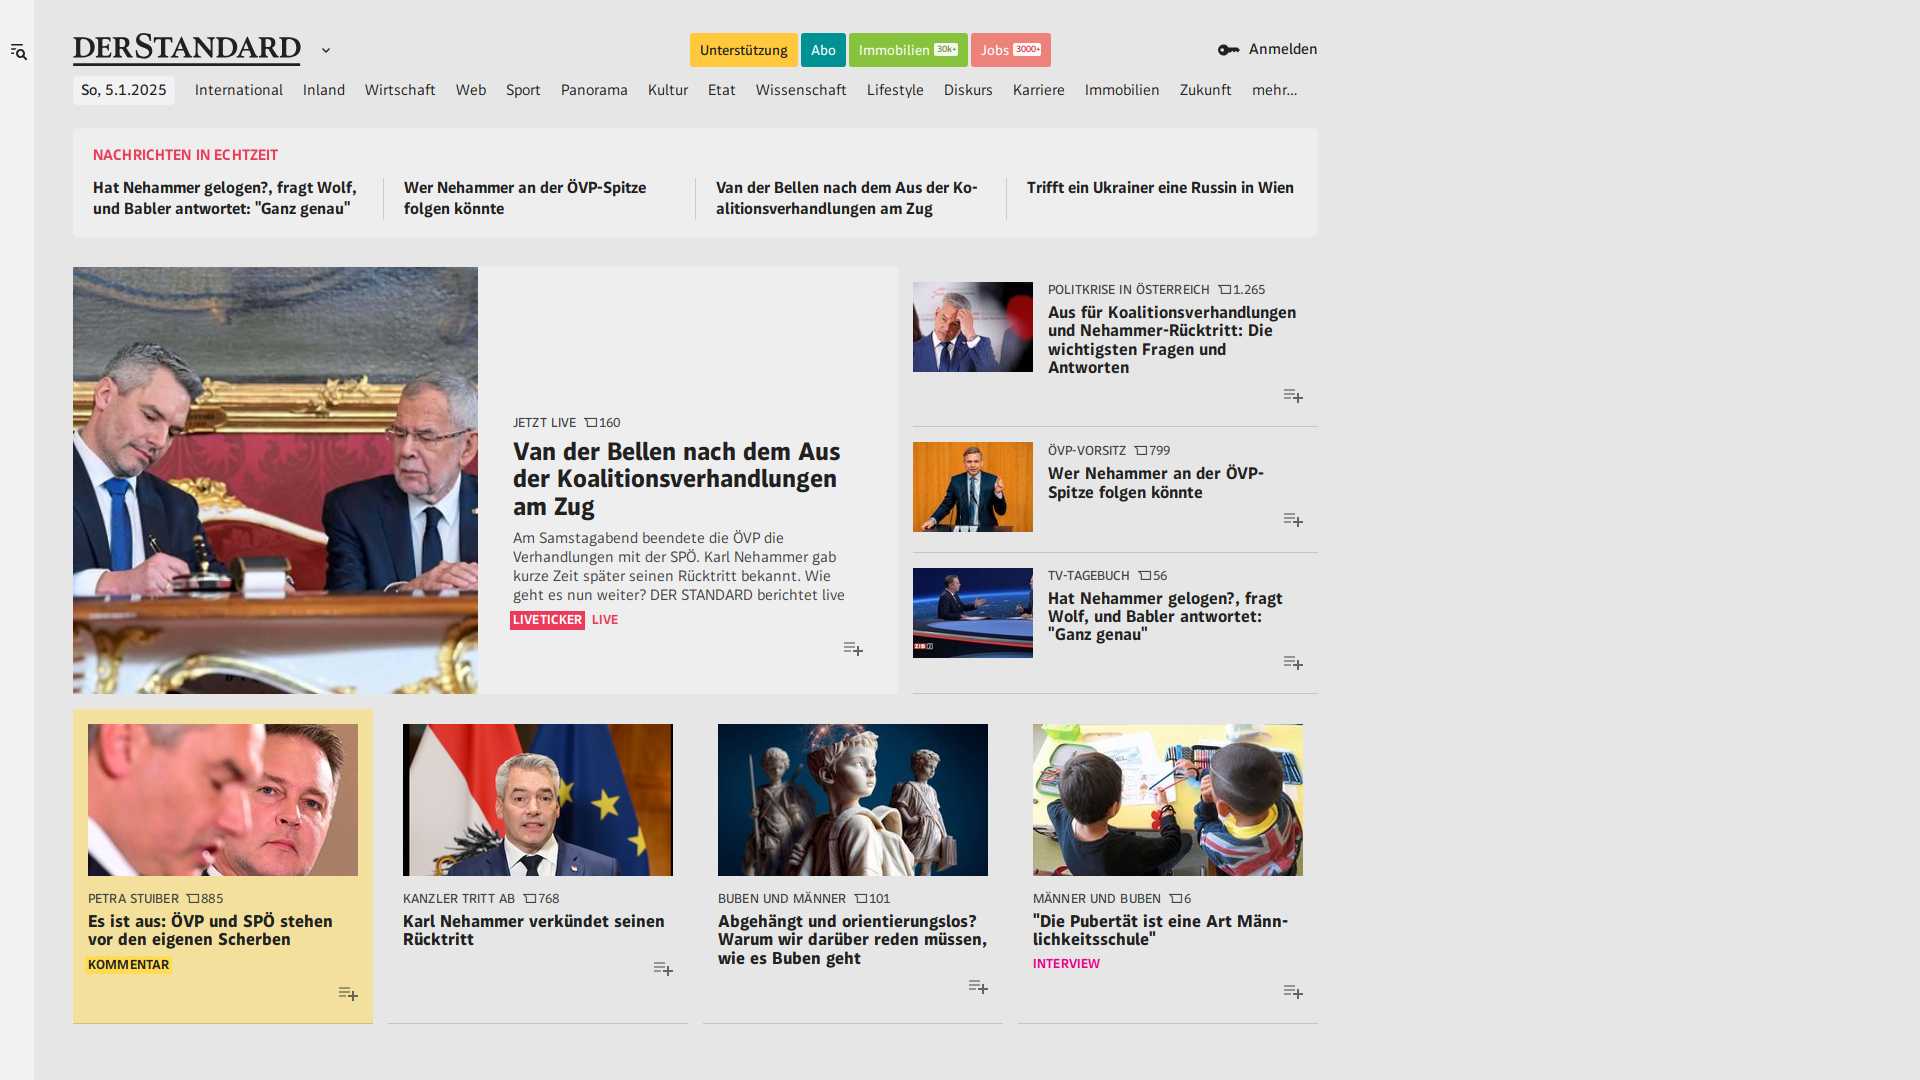 DERSTANDARD
Unterstützung Abo Immobilien 30k+ Jobs 3000+
Anmelden
So, 5.1.2025 International Inland Wirtschaft Web Sport Panorama Kultur Etat Wissenschaft Lifestyle Diskurs Karriere Immobilien Zukunft mehr…
NACHRICHTEN IN ECHTZEIT
Hat Nehammer gelogen?, fragt Wolf,
und Babler antwortet: "Ganz genau"
Wer Nehammer an der ÖVP-Spitze
folgen könnte
Van der Bellen nach dem Aus der Ko-
alitionsverhandlungen am Zug
Trifft ein Ukrainer eine Russin in Wien
JETZT LIVE 160
Van der Bellen nach dem Aus
der Koalitionsverhandlungen
am Zug
Am Samstagabend beendete die ÖVP die
Verhandlungen mit der SPÖ. Karl Nehammer gab
kurze Zeit später seinen Rücktritt bekannt. Wie
geht es nun weiter? DER STANDARD berichtet live
LIVETICKER LIVE
POLITKRISE IN ÖSTERREICH 1.265
Aus für Koalitionsverhandlungen
und Nehammer-Rücktritt: Die
wichtigsten Fragen und
Antworten
ÖVP-VORSITZ 799
Wer Nehammer an der ÖVP-
Spitze folgen könnte
TV-TAGEBUCH 56
Hat Nehammer gelogen?, fragt
Wolf, und Babler antwortet:
"Ganz genau"
ZIB 2
PETRA STUIBER 885
Es ist aus: ÖVP und SPÖ stehen
vor den eigenen Scherben
KOMMENTAR
KANZLER TRITT AB 768
Karl Nehammer verkündet seinen
Rücktritt
BUBEN UND MÄNNER 101
Abgehängt und orientierungslos?
Warum wir darüber reden müssen,
wie es Buben geht
MÄNNER UND BUBEN 6
"Die Pubertät ist eine Art Männ-
lichkeitsschule"
INTERVIEW